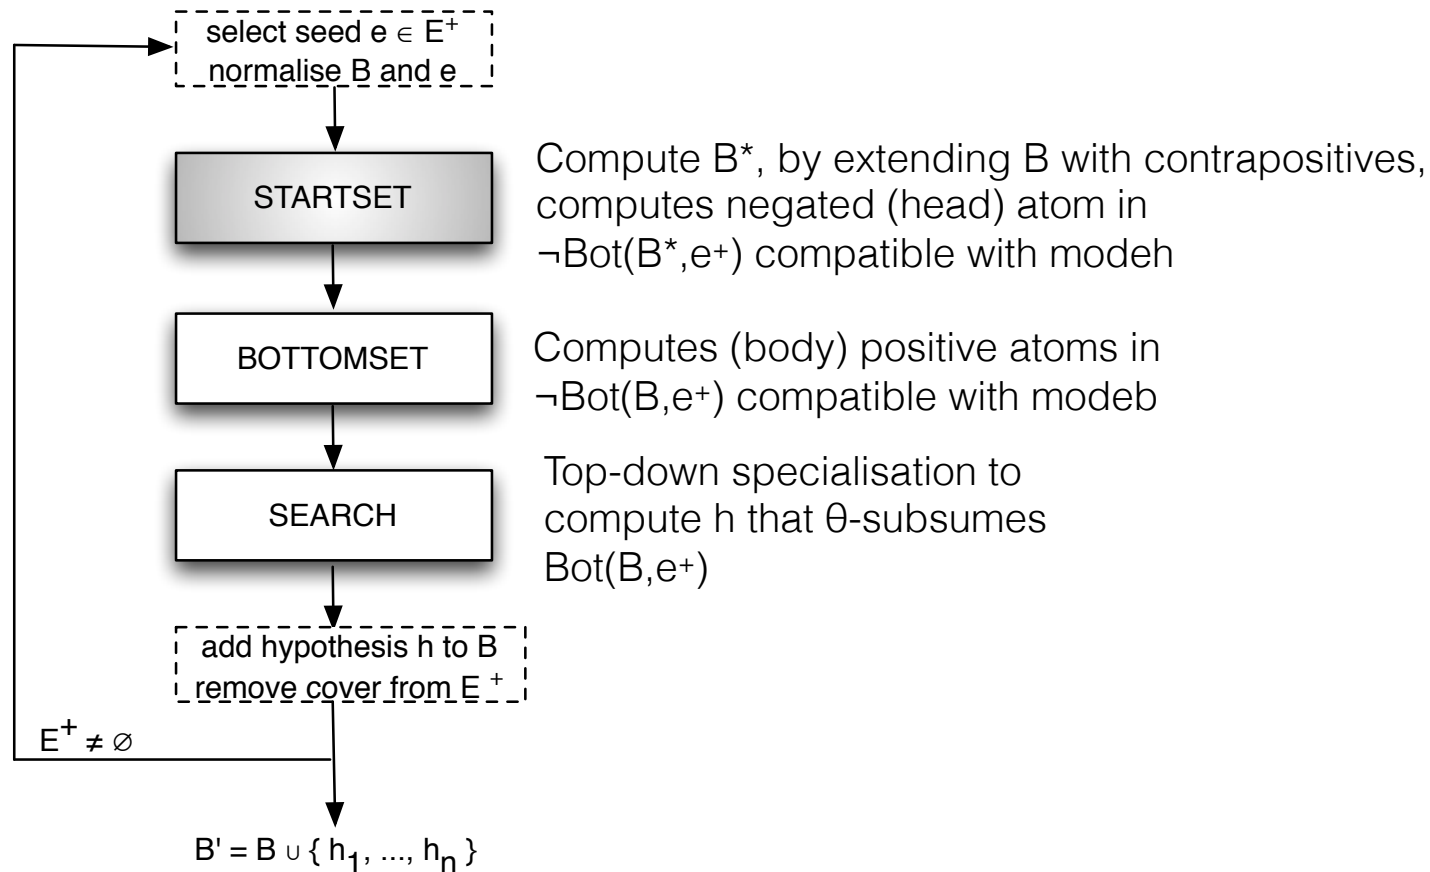 select seed e ∈ E⁺
normalise B and e
STARTSET
Compute B*, by extending B with contrapositives,
computes negated (head) atom in
¬Bot(B*,e⁺) compatible with modeh
BOTTOMSET
Computes (body) positive atoms in
¬Bot(B,e⁺) compatible with modeb
SEARCH
Top-down specialisation to
compute h that θ-subsumes
Bot(B,e⁺)
add hypothesis h to B
remove cover from E ⁺
E⁺ ≠ ∅
B' = B ∪ { h₁, ..., hₙ }